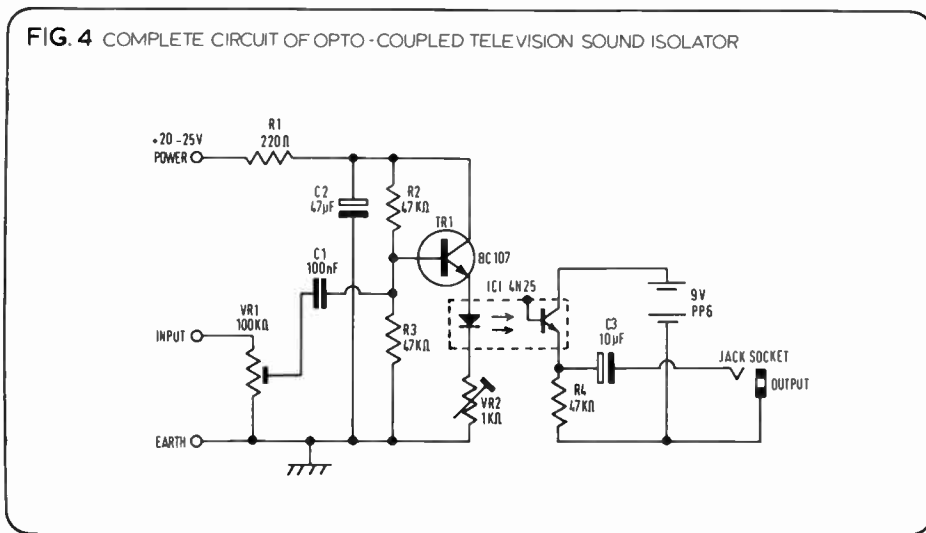 FIG. 4 COMPLETE CIRCUIT OF OPTO-COUPLED TELEVISION SOUND ISOLATOR
+20-25V
POWER
R1
220Ω
C2
47µF
R2
47KΩ
TR1
BC107
C1
100nF
IC1 4N25
VR1
100KΩ
INPUT
R3
47KΩ
9V
PP6
C3
10µF
JACK SOCKET
OUTPUT
VR2
1KΩ
R4
47KΩ
EARTH